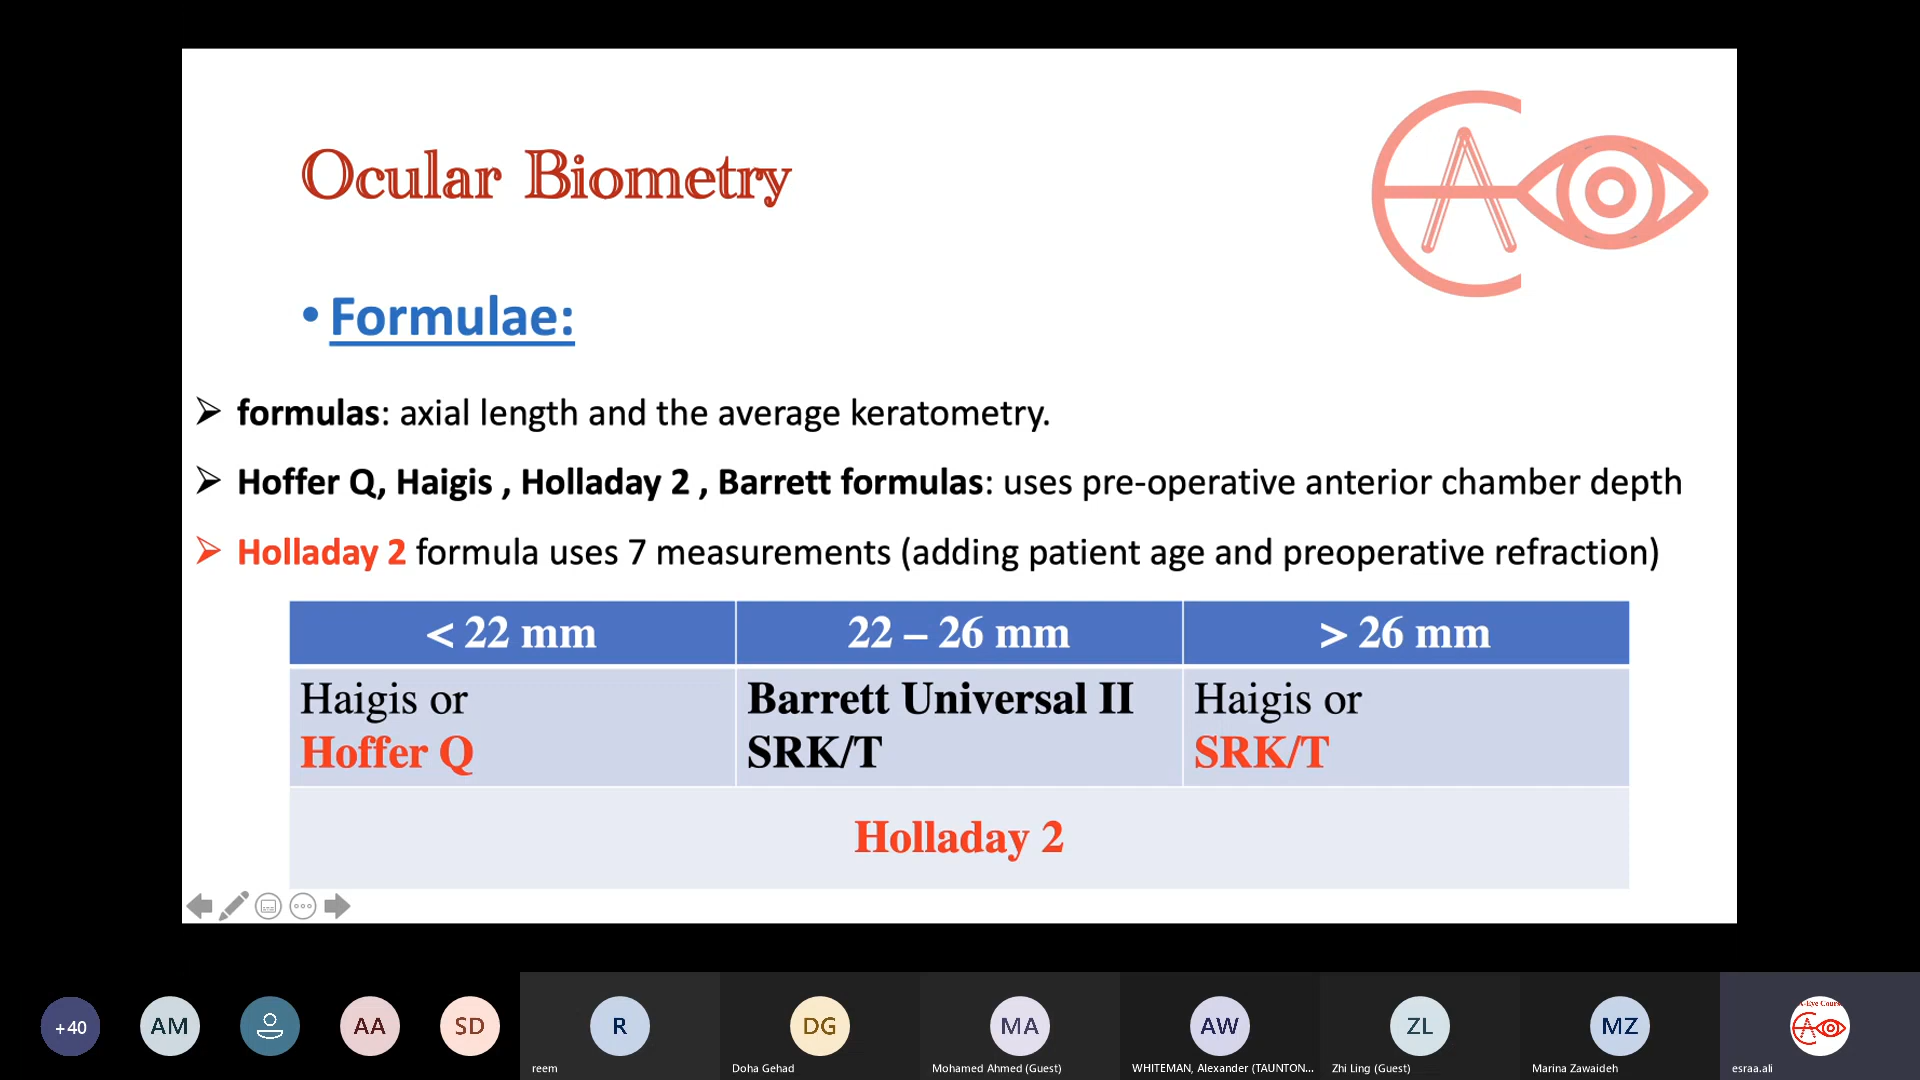 Ocular Biometry
• Formulae:
➢ formulas: axial length and the average keratometry.
➢ Hoffer Q, Haigis , Holladay 2 , Barrett formulas: uses pre-operative anterior chamber depth
➢ Holladay 2 formula uses 7 measurements (adding patient age and preoperative refraction)
< 22 mm
22 – 26 mm
> 26 mm
Haigis or
Hoffer Q
Barrett Universal II
SRK/T
Haigis or
SRK/T
Holladay 2
+40
AM
AA
SD
R
DG
MA
AW
ZL
MZ
reem
Doha Gehad
Mohamed Ahmed (Guest)
WHITEMAN, Alexander (TAUNTON...
Zhi Ling (Guest)
Marina Zawaideh
esraa.ali